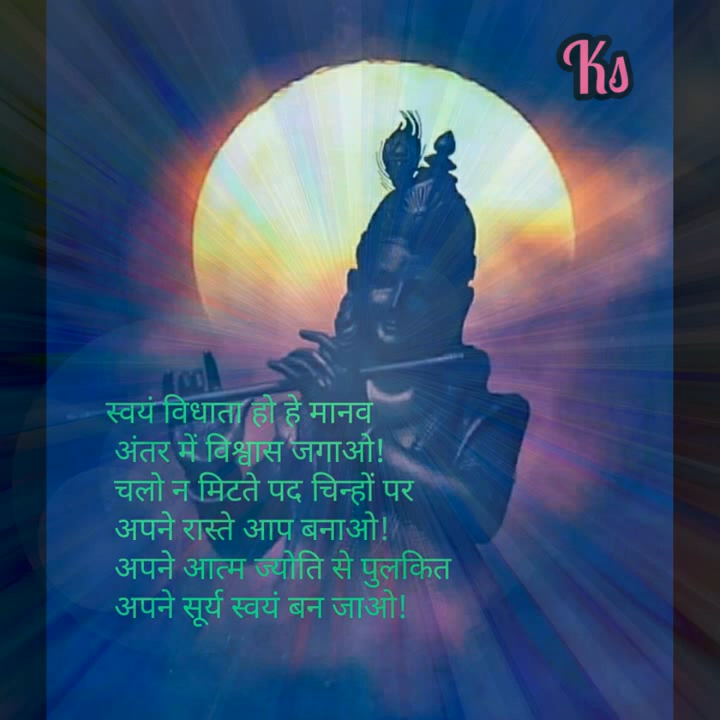 Ks
स्वयं विधाता हो हे मानव
अंतर में विश्वास जगाओ!
चलो न मिटते पद चिन्हों पर
अपने रास्ते आप बनाओ!
अपने आत्म ज्योति से पुलकित
अपने सूर्य स्वयं बन जाओ!